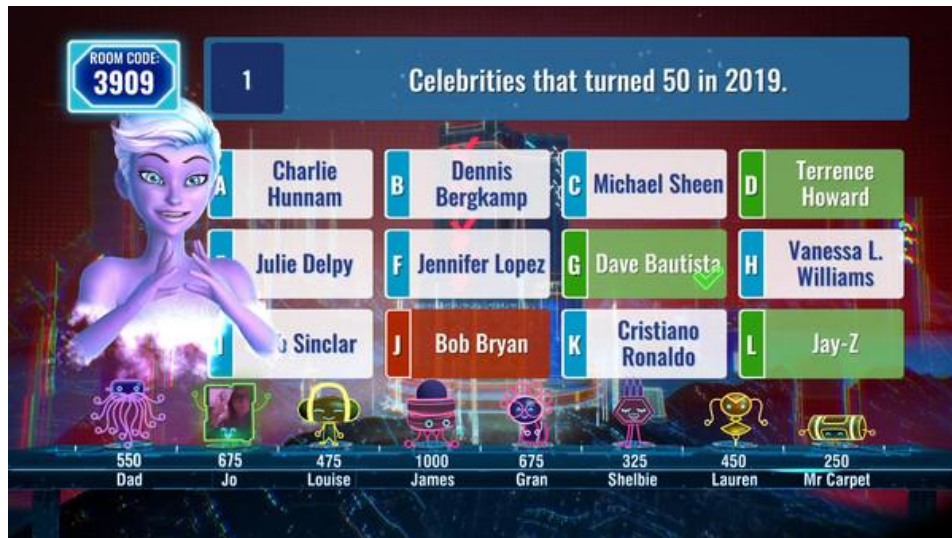 ROOM CODE:
3909
1
Celebrities that turned 50 in 2019.
A
Charlie
Hunnam
B
Dennis
Bergkamp
C
Michael Sheen
D
Terrence
Howard
Julie Delpy
F
Jennifer Lopez
G
Dave Bautista
H
Vanessa L.
Williams
Sinclar
J
Bob Bryan
K
Cristiano
Ronaldo
L
Jay-Z
550
675
475
1000
675
325
450
250
Dad
Jo
Louise
James
Gran
Shelbie
Lauren
Mr Carpet